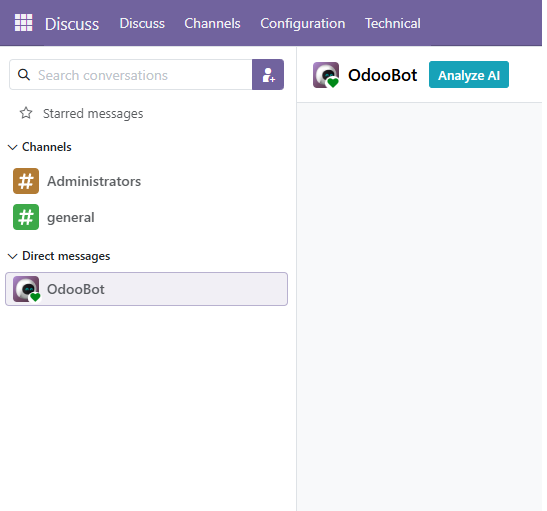 Discuss Discuss Channels Configuration Technical
Search conversations
OdooBot Analyze AI
Starred messages
Channels
# Administrators
# general
Direct messages
OdooBot